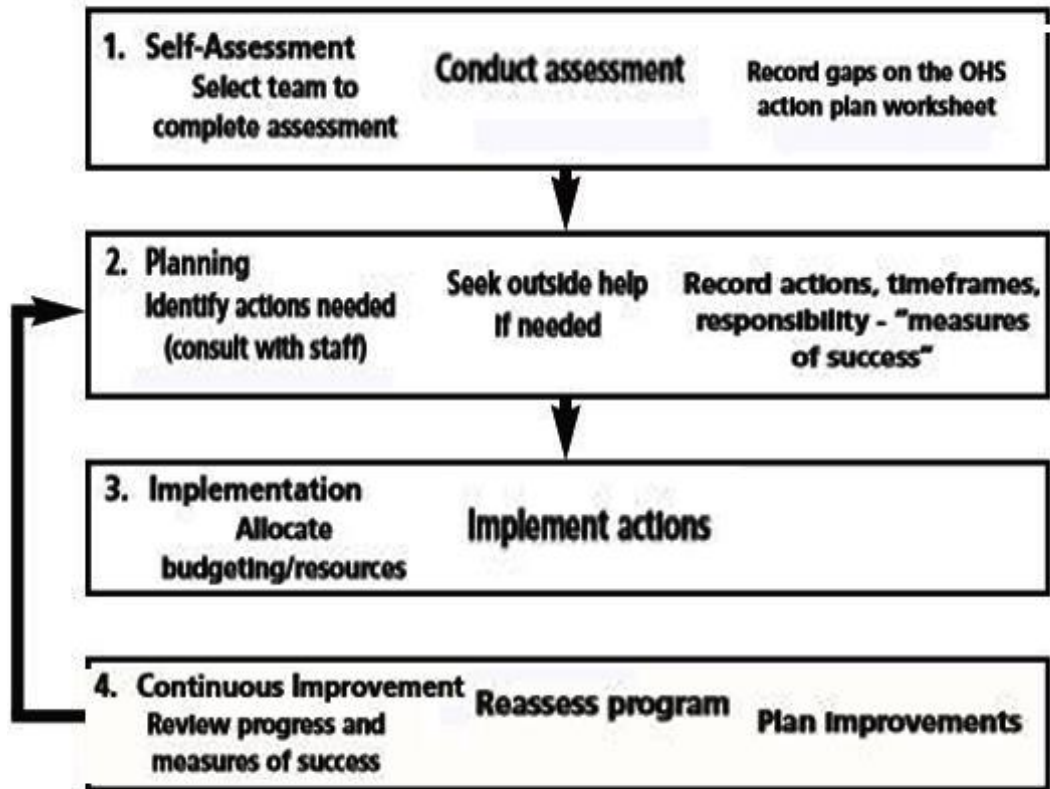 1. Self-Assessment
Select team to
complete assessment
Conduct assessment
Record gaps on the OHS
action plan worksheet
2. Planning
Identify actions needed
(consult with staff)
Seek outside help
if needed
Record actions, timeframes,
responsibility - "measures
of success"
3. Implementation
Allocate
budgeting/resources
Implement actions
4. Continuous Improvement
Review progress and
measures of success
Reassess program
Plan Improvements